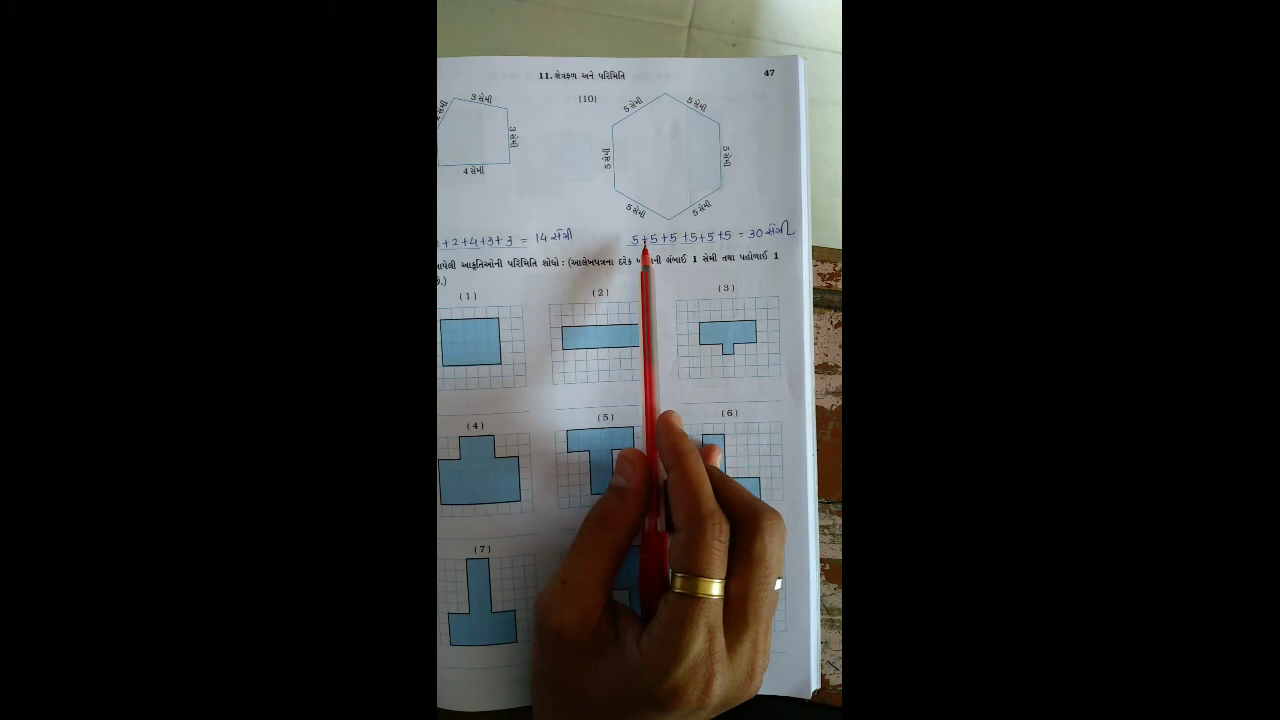 11. ક્ષેત્રફળ અને પરિમિતિ 47
(10)
3 સેમી
2 સેમી
3 સેમી
4 સેમી
5 સેમી
5 સેમી
5 સેમી
5 સેમી
5 સેમી
5 સેમી
2+2+4+3+3 = 14 સેમી
5+5+5+5+5+5 = 30 સેમી
આપેલી આકૃતિઓની પરિમિતિ શોધો : (આલેખપત્રના દરેક લંબાઈ 1 સેમી તથા પહોળાઈ 1
છે.)
(1) (2) (3)
(4) (5) (6)
(7)